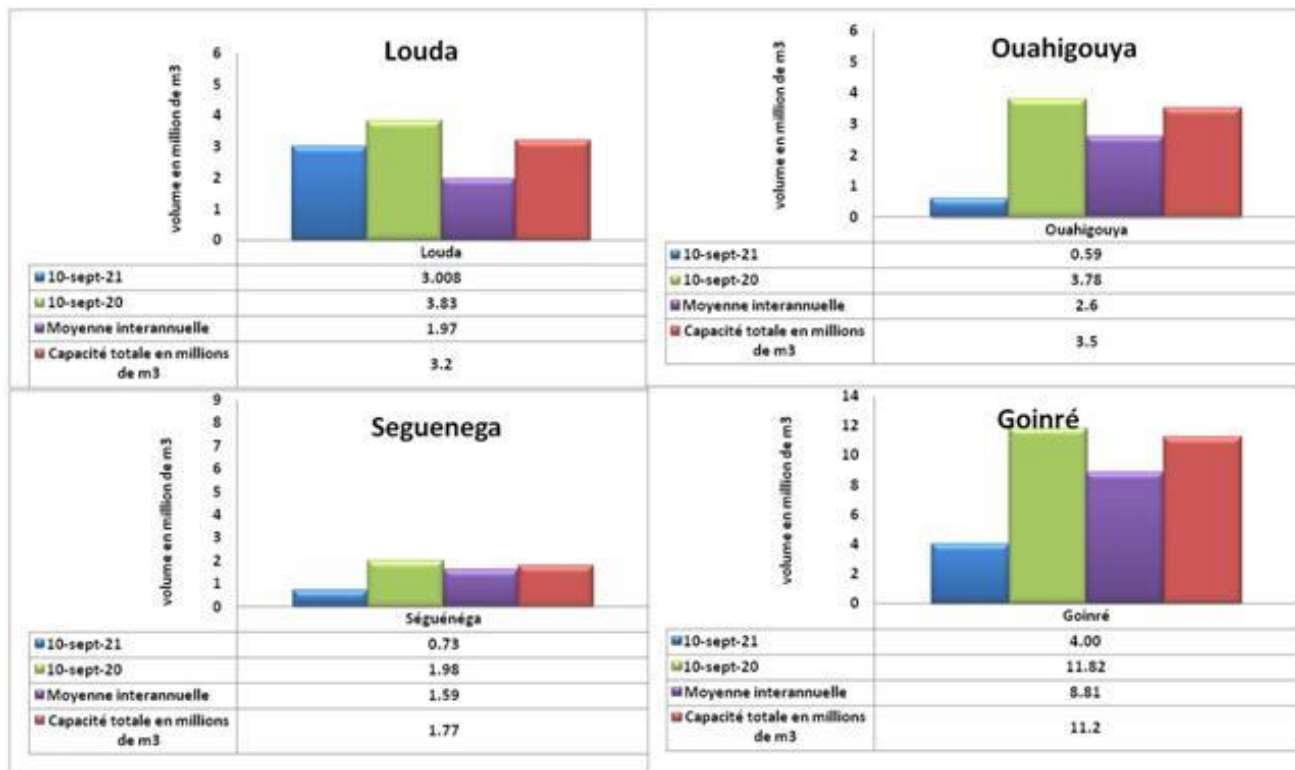 Louda
volume en million de m3
6
5
4
3
2
1
0
Louda
10-sept-21 3.008
10-sept-20 3.83
Moyenne interannuelle 1.97
Capacité totale en millions
de m3 3.2
Ouahigouya
volume en million de m3
6
5
4
3
2
1
0
Ouahigouya
10-sept-21 0.59
10-sept-20 3.78
Moyenne interannuelle 2.6
Capacité totale en millions de
m3 3.5
Seguenega
volume en million de m3
9
8
7
6
5
4
3
2
1
0
Séguénéga
10-sept-21 0.73
10-sept-20 1.98
Moyenne interannuelle 1.59
Capacité totale en millions
de m3 1.77
Goinré
volume en million de m3
14
12
10
8
6
4
2
0
Goinré
10-sept-21 4.00
10-sept-20 11.82
Moyenne interannuelle 8.81
Capacité totale en millions
de m3 11.2